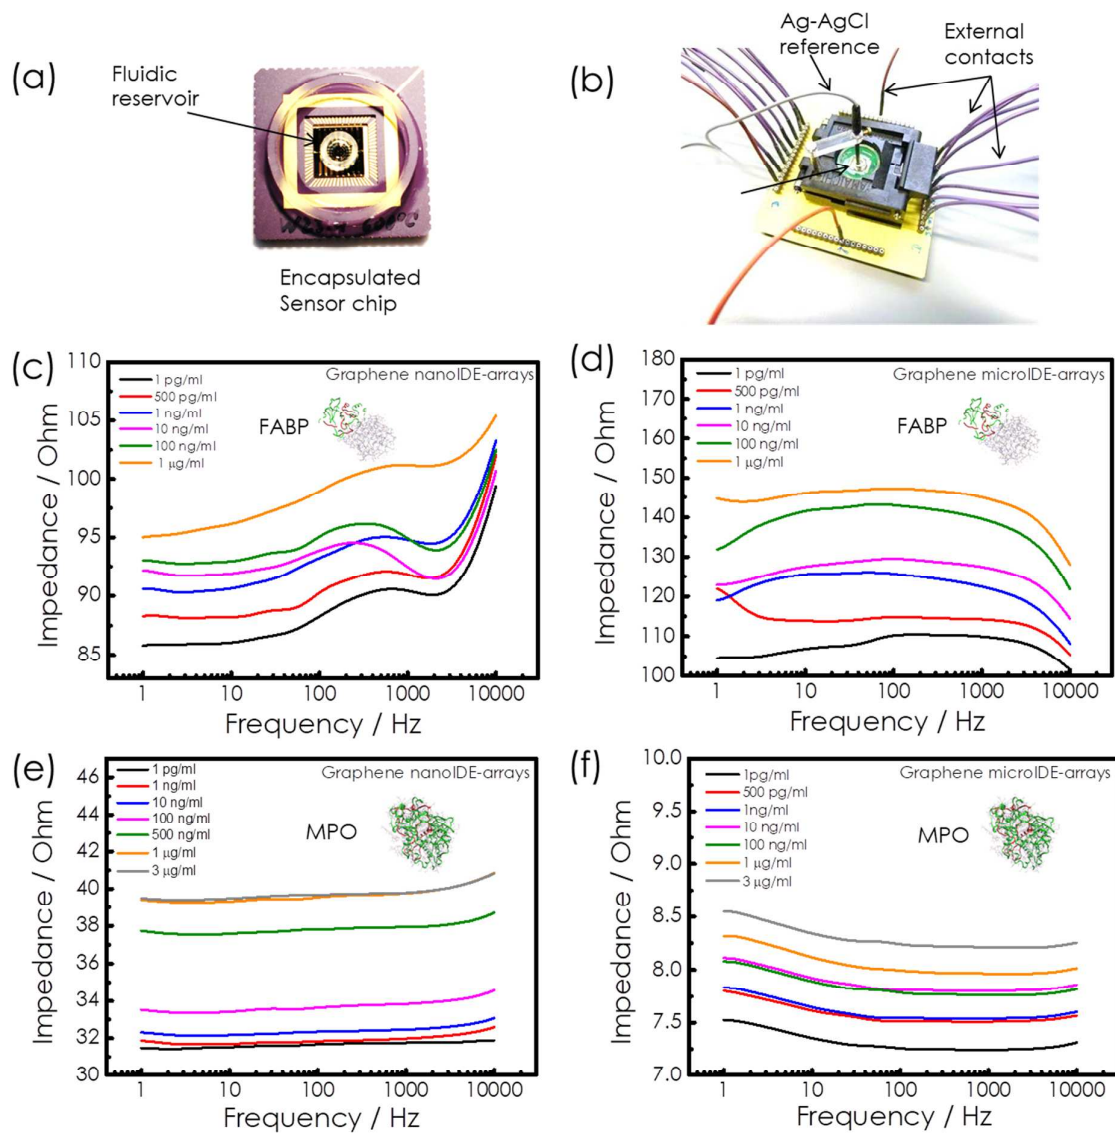 (a)
Fluidic
reservoir
Encapsulated
Sensor chip
(b)
Ag-AgCl
reference
External
contacts
(c)
Impedance / Ohm
110
105
100
95
90
85
1 pg/ml
500 pg/ml
1 ng/ml
10 ng/ml
100 ng/ml
1 µg/ml
Graphene nanoIDE-arrays
FABP
1 10 100 1000 10000
Frequency / Hz
(d)
Impedance / Ohm
180
170
160
150
140
130
120
110
100
1 pg/ml
500 pg/ml
1 ng/ml
10 ng/ml
100 ng/ml
1 µg/ml
Graphene microIDE-arrays
FABP
1 10 100 1000 10000
Frequency / Hz
(e)
Impedance / Ohm
46
44
42
40
38
36
34
32
30
1 pg/ml
1 ng/ml
10 ng/ml
100 ng/ml
500 ng/ml
1 µg/ml
3 µg/ml
Graphene nanoIDE-arrays
MPO
1 10 100 1000 10000
Frequency / Hz
(f)
Impedance / Ohm
10.0
9.5
9.0
8.5
8.0
7.5
7.0
1pg/ml
500 pg/ml
1ng/ml
10 ng/ml
100 ng/ml
1 µg/ml
3 µg/ml
Graphene microIDE-arrays
MPO
1 10 100 1000 10000
Frequency / Hz